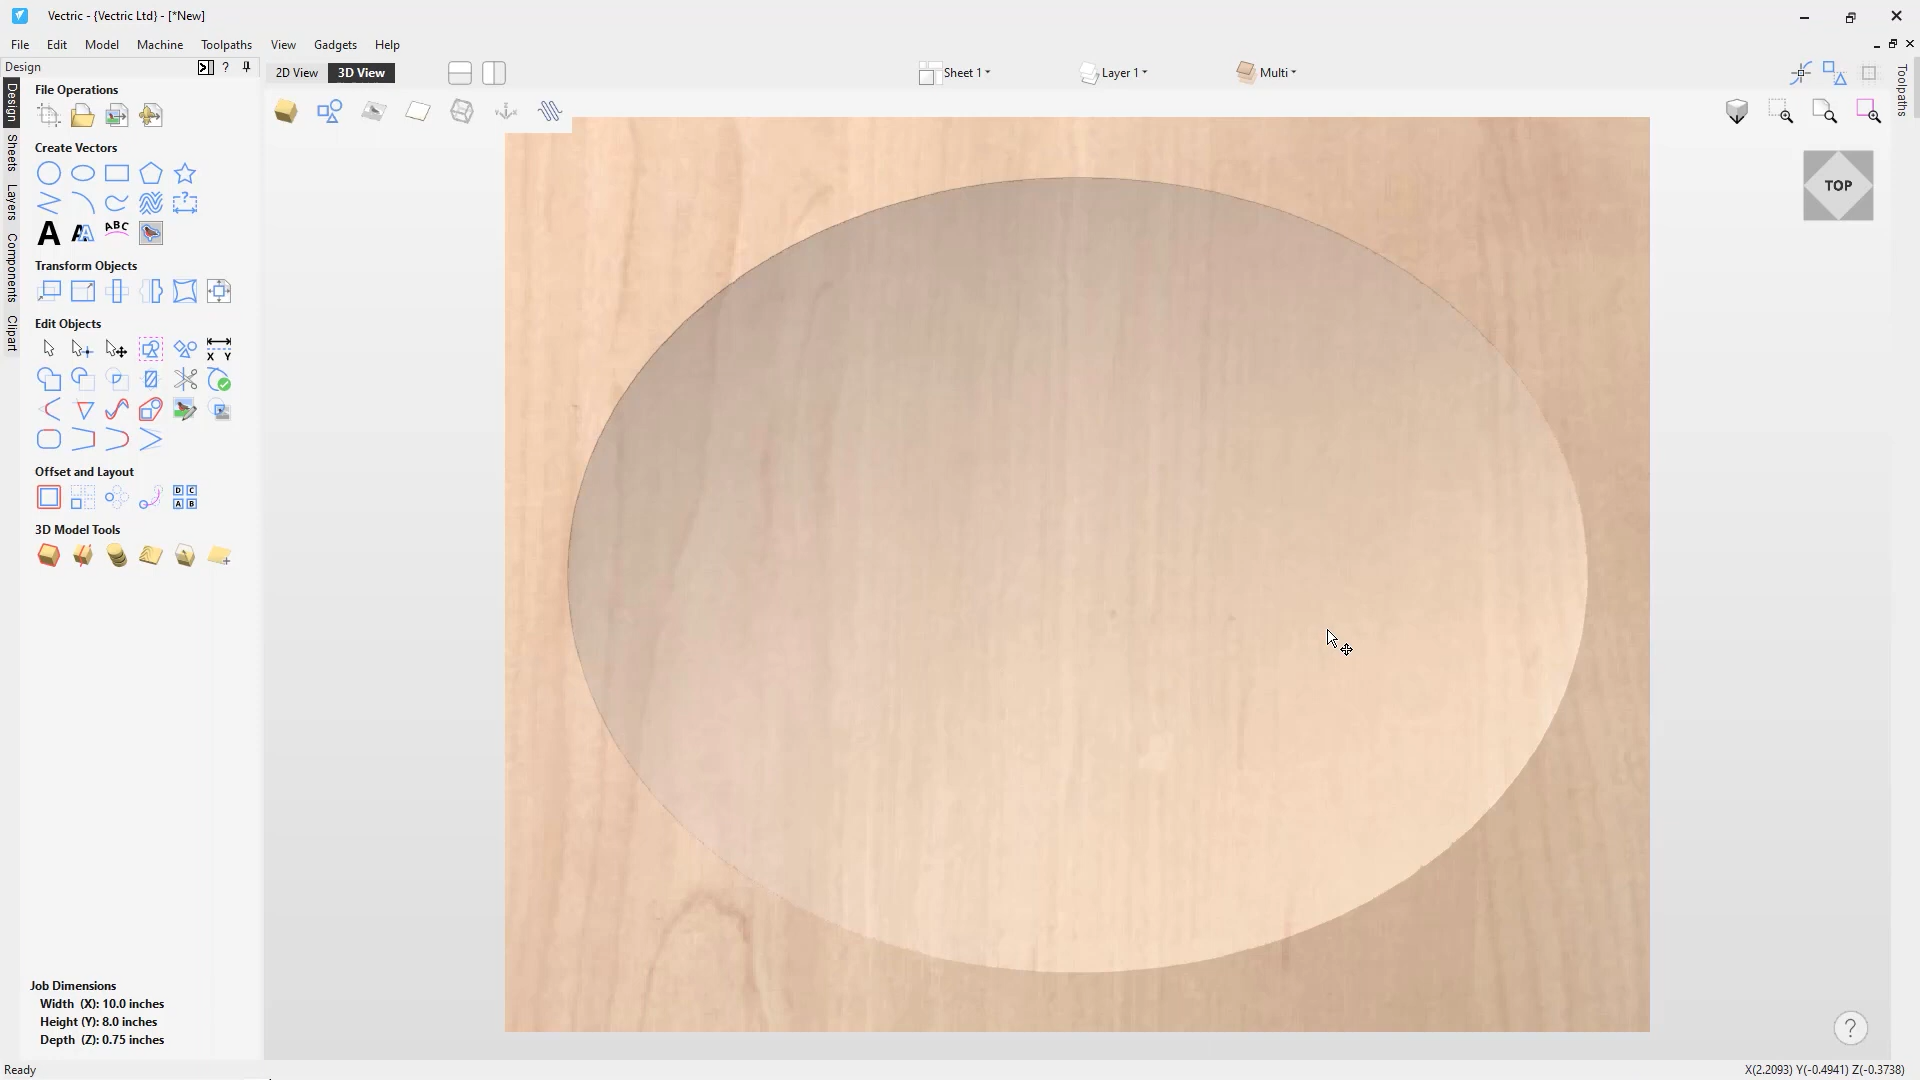 Vectric - {Vectric Ltd} - [*New]
File Edit Model Machine Toolpaths View Gadgets Help
Design
2D View 3D View Sheet 1 Layer 1 Multi
Toolpaths
Design
Sheets
Layers
Components
Clipart
File Operations
Create Vectors
A A ABC
Transform Objects
Edit Objects
X Y
Offset and Layout
D C
A B
3D Model Tools
TOP
Job Dimensions
Width (X): 10.0 inches
Height (Y): 8.0 inches
Depth (Z): 0.75 inches
Ready
X(2.2093) Y(-0.4941) Z(-0.3738)